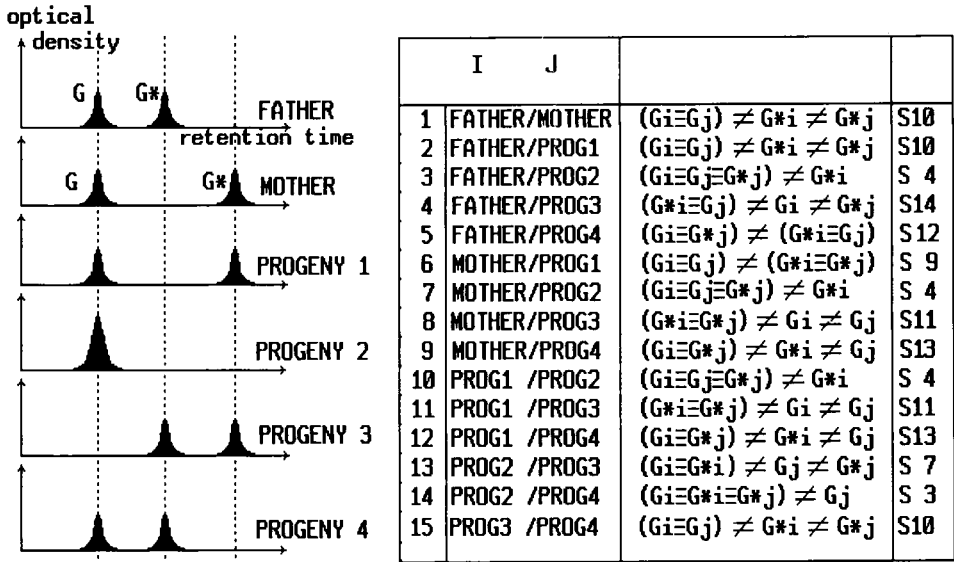 optical
density
G G*
FATHER
retention time
G G* MOTHER
PROGENY 1
PROGENY 2
PROGENY 3
PROGENY 4
I J
1 FATHER/MOTHER (Gi≡Gj) ≠ G*i ≠ G*j S10
2 FATHER/PROG1 (Gi≡Gj) ≠ G*i ≠ G*j S10
3 FATHER/PROG2 (Gi≡Gj≡G*j) ≠ G*i S 4
4 FATHER/PROG3 (G*i≡Gj) ≠ Gi ≠ G*j S14
5 FATHER/PROG4 (Gi≡G*j) ≠ (G*i≡Gj) S12
6 MOTHER/PROG1 (Gi≡Gj) ≠ (G*i≡G*j) S 9
7 MOTHER/PROG2 (Gi≡Gj≡G*j) ≠ G*i S 4
8 MOTHER/PROG3 (G*i≡G*j) ≠ Gi ≠ Gj S11
9 MOTHER/PROG4 (Gi≡G*j) ≠ G*i ≠ Gj S13
10 PROG1 /PROG2 (Gi≡Gj≡G*j) ≠ G*i S 4
11 PROG1 /PROG3 (G*i≡G*j) ≠ Gi ≠ Gj S11
12 PROG1 /PROG4 (Gi≡G*j) ≠ G*i ≠ Gj S13
13 PROG2 /PROG3 (Gi≡G*i) ≠ Gj ≠ G*j S 7
14 PROG2 /PROG4 (Gi≡G*i≡G*j) ≠ Gj S 3
15 PROG3 /PROG4 (Gi≡Gj) ≠ G*i ≠ G*j S10